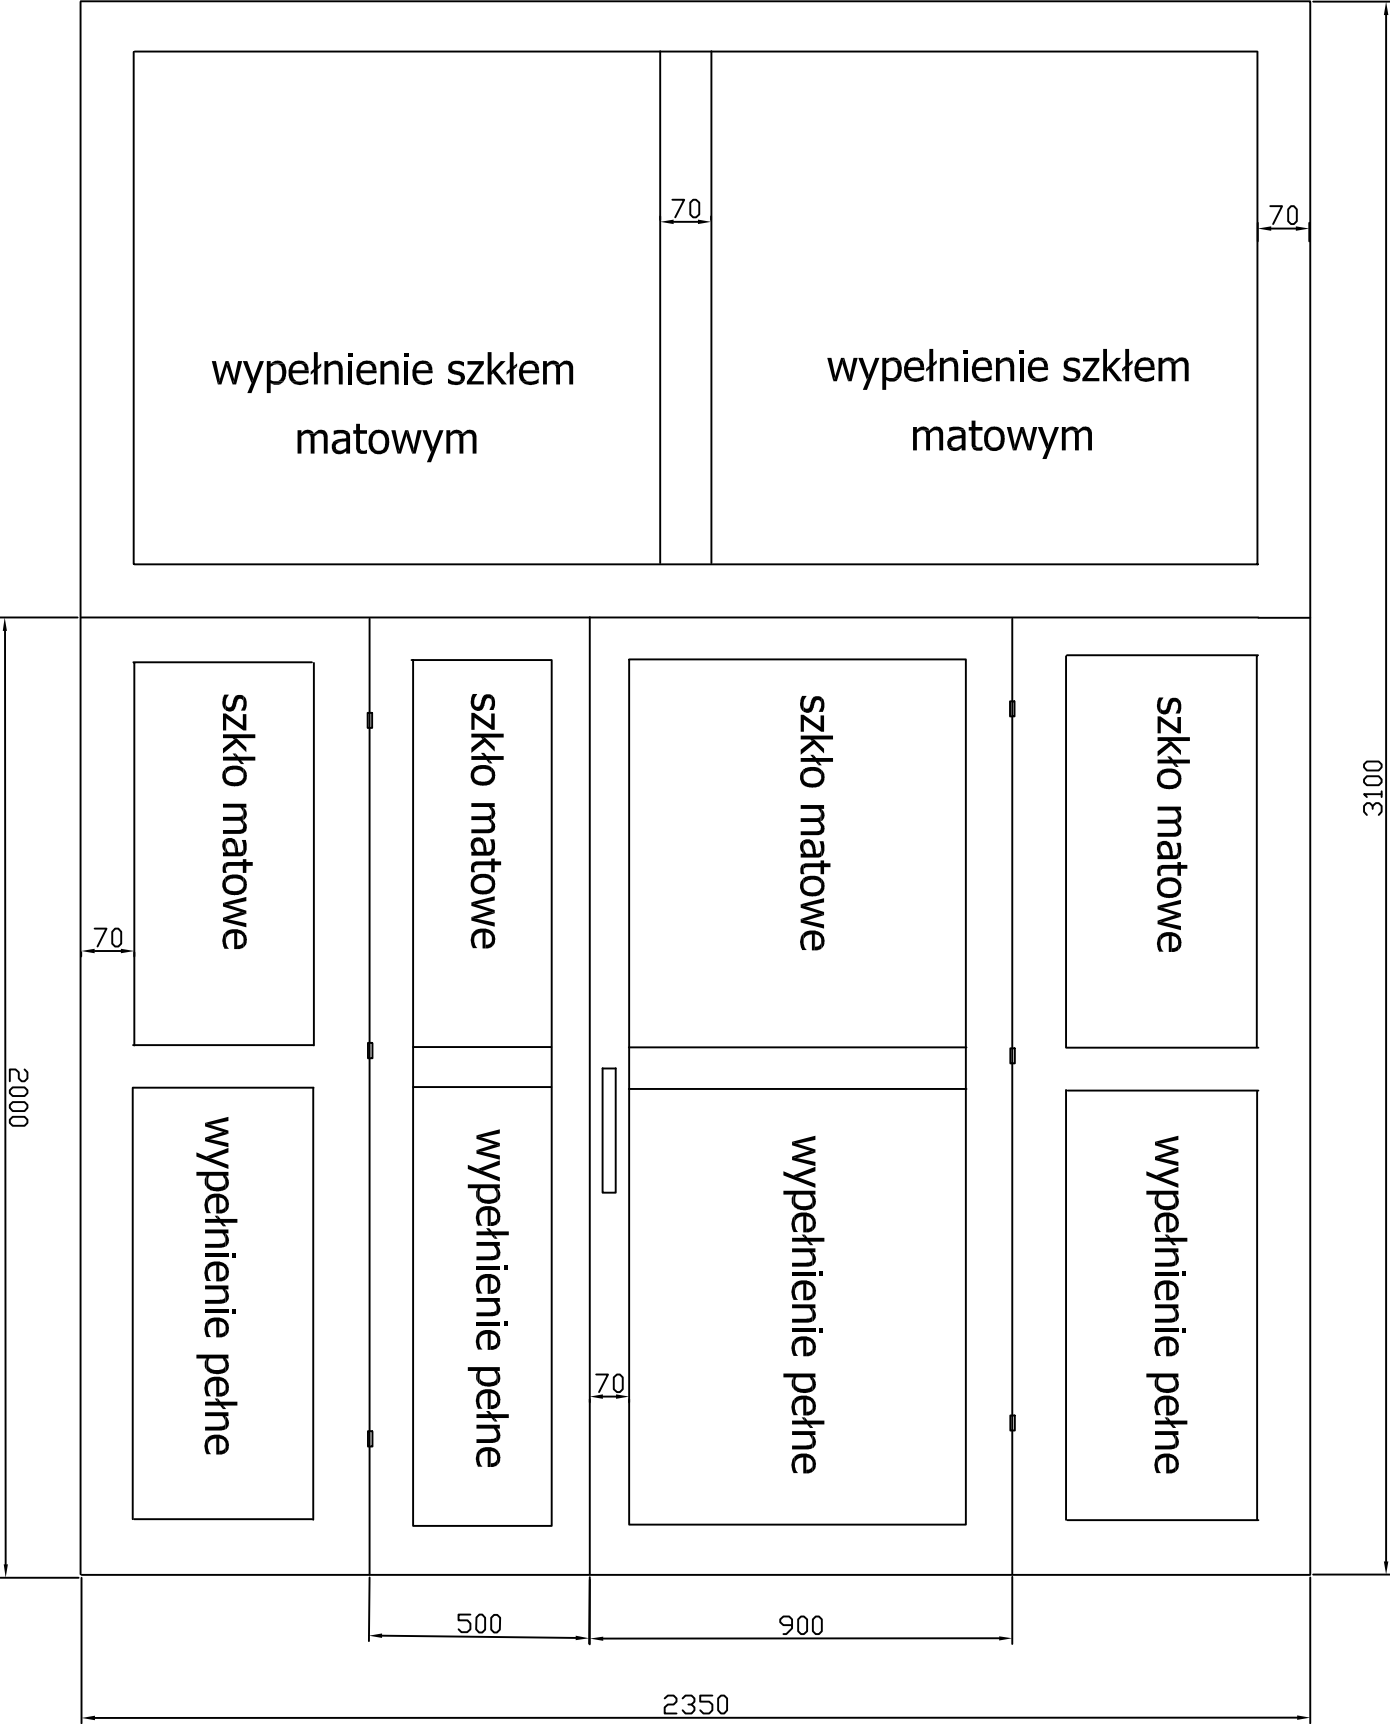 70
70
wypełnienie szkłem
matowym
wypełnienie szkłem
matowym
szkło matowe
szkło matowe
szkło matowe
szkło matowe
3100
70
2000
wypełnienie pełne
wypełnienie pełne
wypełnienie pełne
wypełnienie pełne
70
500
900
2350